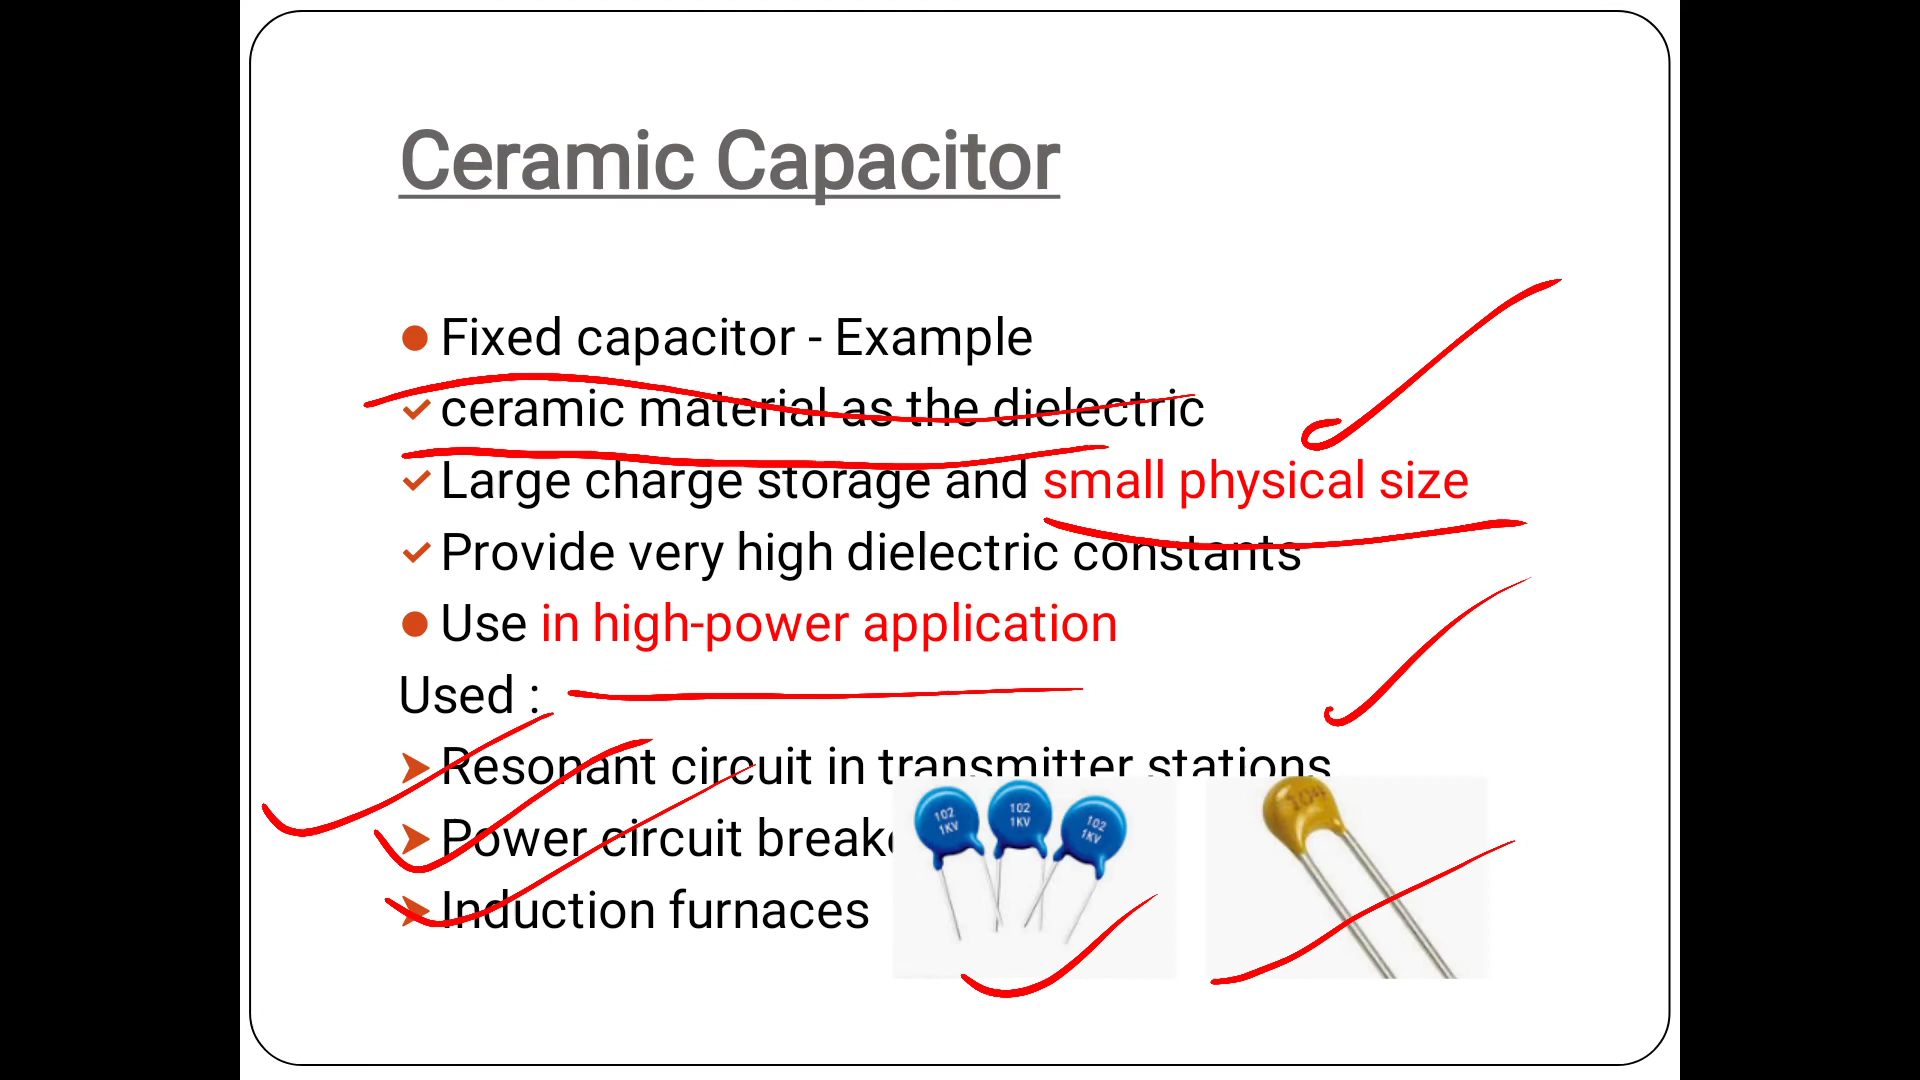 Ceramic Capacitor
Fixed capacitor - Example
ceramic material as the dielectric
Large charge storage and small physical size
Provide very high dielectric constants
Use in high-power application
Used :
Resonant circuit in transmitter stations
Power circuit
Induction furnaces
102
1KV
102
1KV
102
1KV